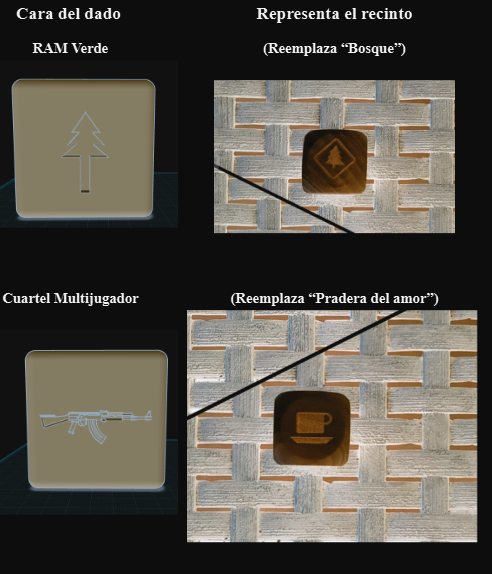 Cara del dado
Representa el recinto
RAM Verde
(Reemplaza “Bosque”)
Cuartel Multijugador
(Reemplaza “Pradera del amor”)